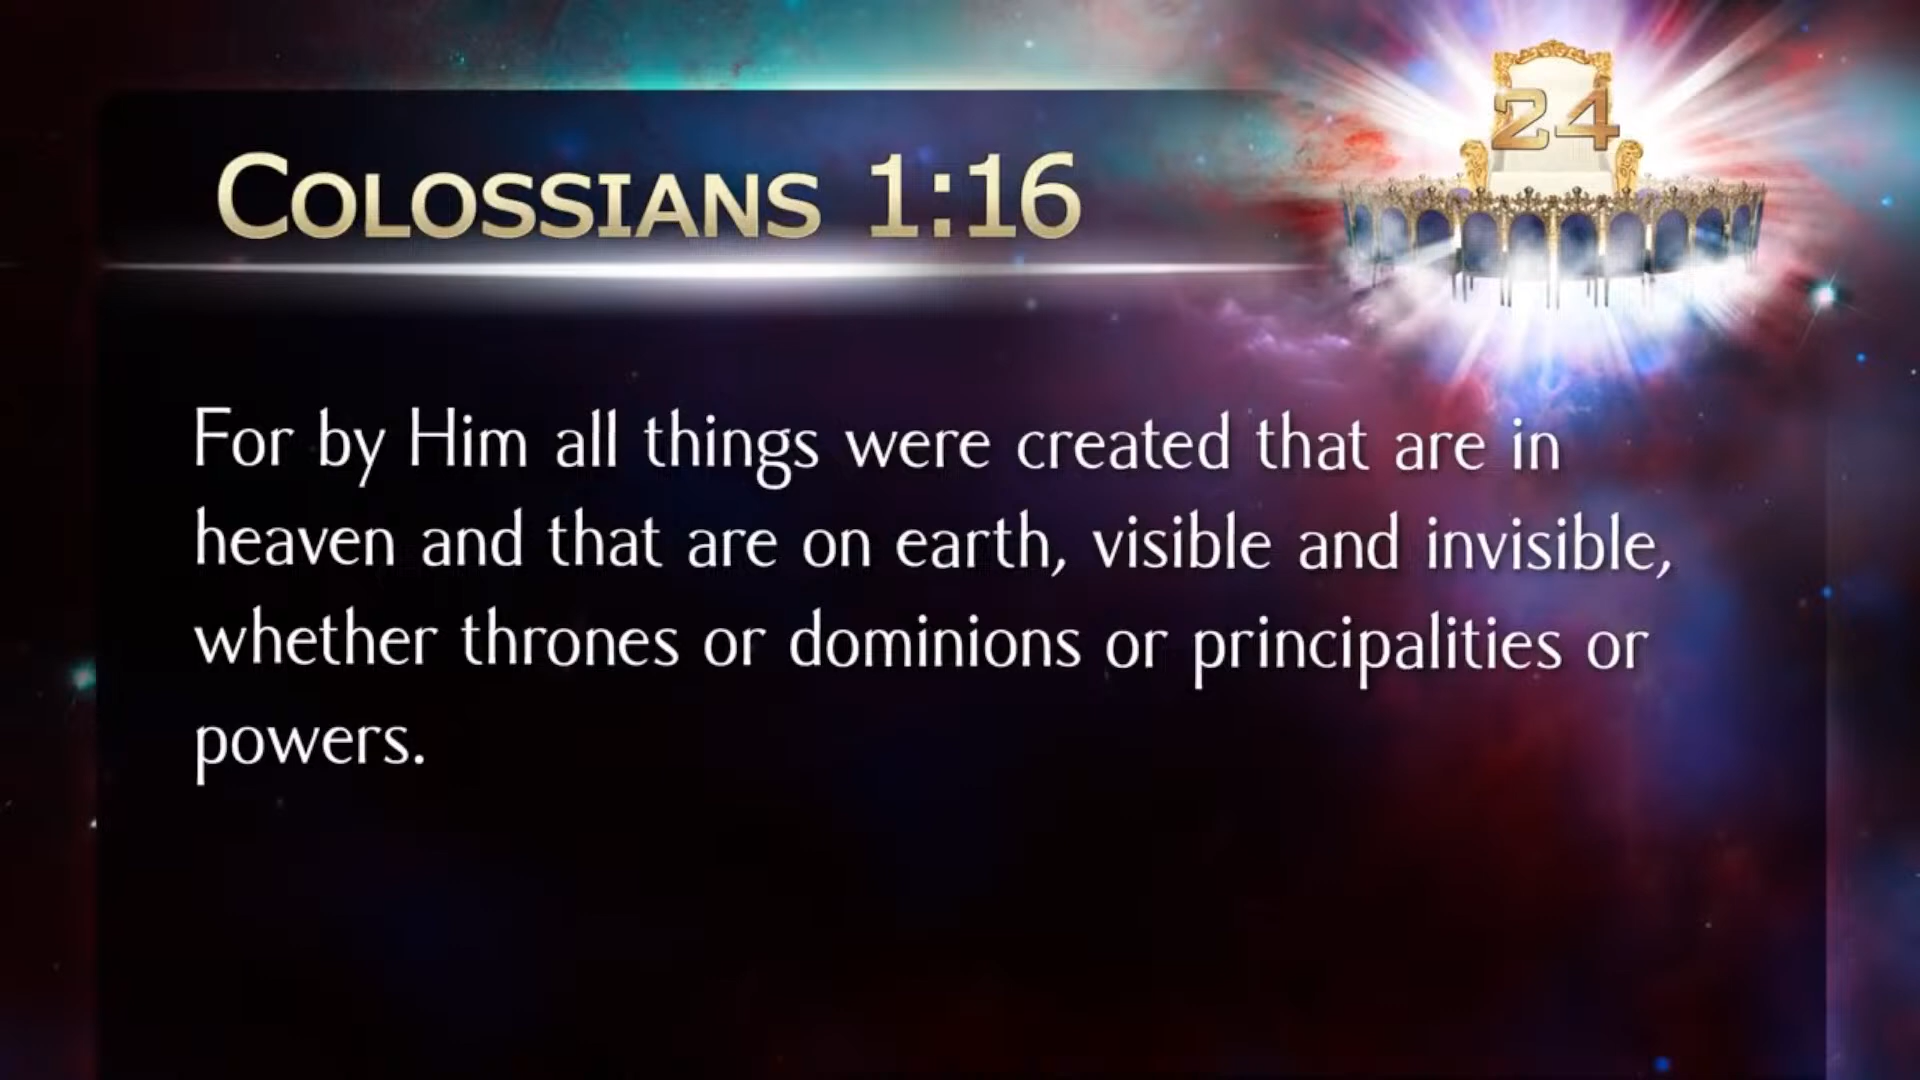 24
COLOSSIANS 1:16
For by Him all things were created that are in
heaven and that are on earth, visible and invisible,
whether thrones or dominions or principalities or
powers.